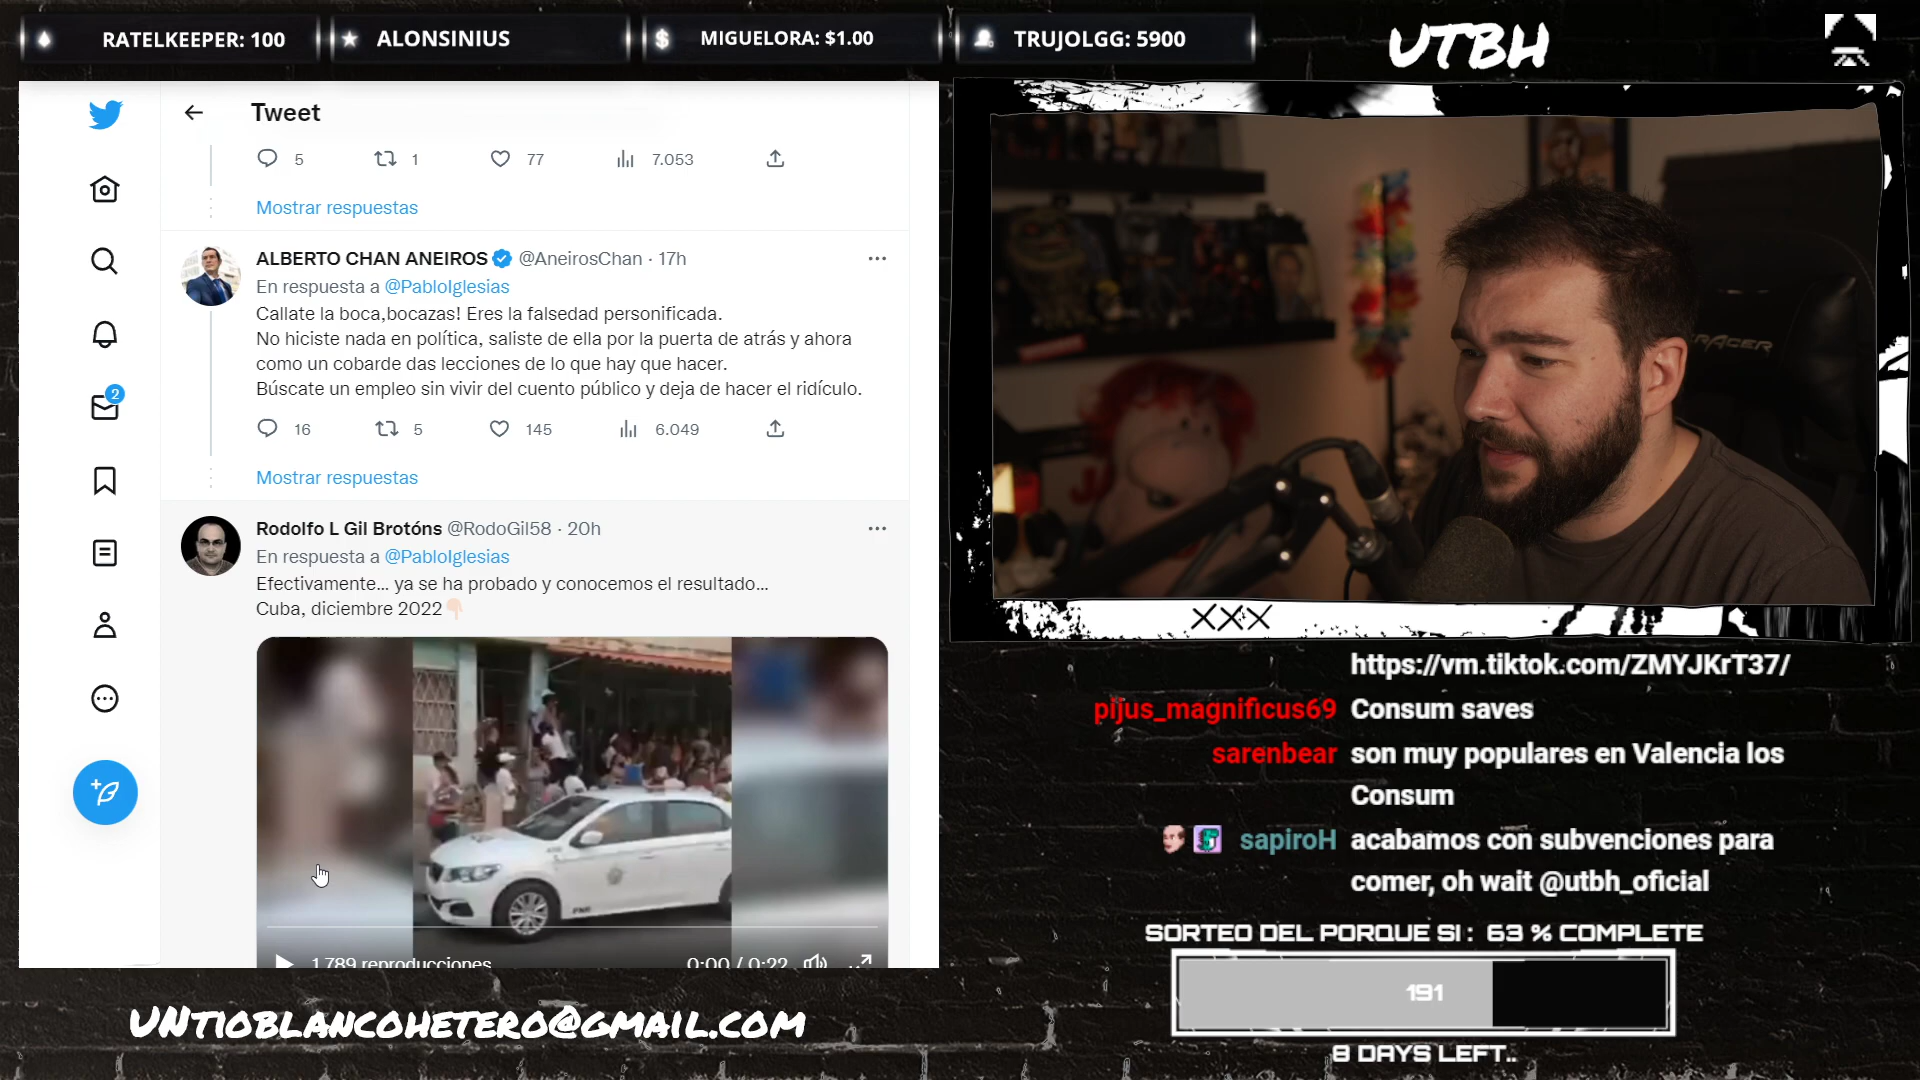 RATELKEEPER: 100
ALONSINIUS
MIGUELORA: $1.00
TRUJOLGG: 5900
UTBH
Tweet
5 1 77 7.053
Mostrar respuestas
ALBERTO CHAN ANEIROS @AneirosChan · 17h
En respuesta a @PabloIglesias
Callate la boca,bocazas! Eres la falsedad personificada.
No hiciste nada en política, saliste de ella por la puerta de atrás y ahora
como un cobarde das lecciones de lo que hay que hacer.
Búscate un empleo sin vivir del cuento público y deja de hacer el ridículo.
16 5 145 6.049
Mostrar respuestas
2
Rodolfo L Gil Brotóns @RodoGil58 · 20h
En respuesta a @PabloIglesias
Efectivamente... ya se ha probado y conocemos el resultado...
Cuba, diciembre 2022
1.789 reproducciones
0:00 / 0:22
UNTIOBLANCOHETERO@GMAIL.COM
XXX
https://vm.tiktok.com/ZMYJKrT37/
pijus_magnificus69 Consum saves
sarenbear son muy populares en Valencia los
Consum
sapiroH acabamos con subvenciones para
comer, oh wait @utbh_oficial
SORTEO DEL PORQUE SI : 63 % COMPLETE
191
8 DAYS LEFT..